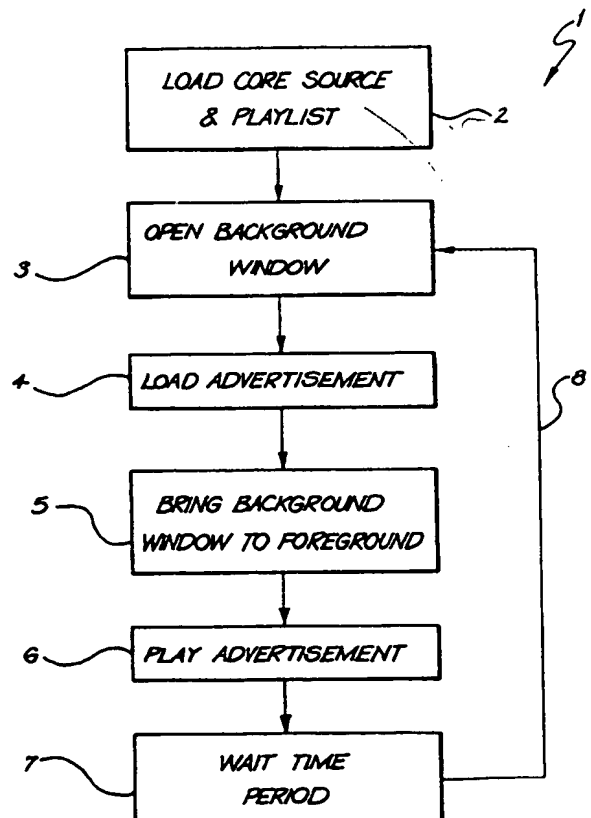 1
LOAD CORE SOURCE
& PLAYLIST
2
OPEN BACKGROUND
WINDOW
3
4
LOAD ADVERTISEMENT
8
5
BRING BACKGROUND
WINDOW TO FOREGROUND
6
PLAY ADVERTISEMENT
7
WAIT TIME
PERIOD